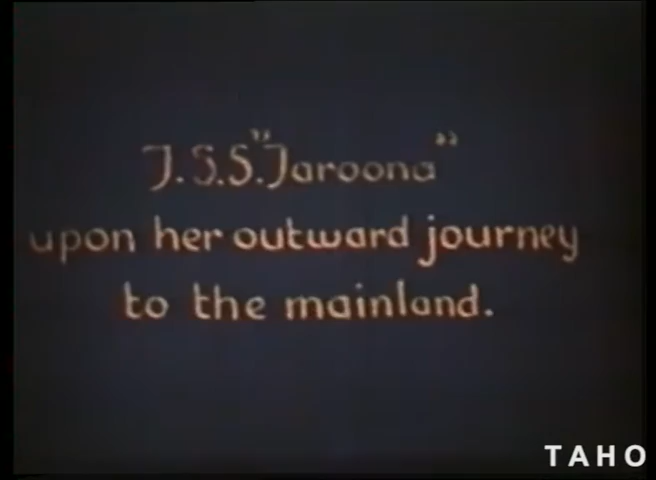 T.S.S. "Taroona"
upon her outward journey
to the mainland.
TAHO